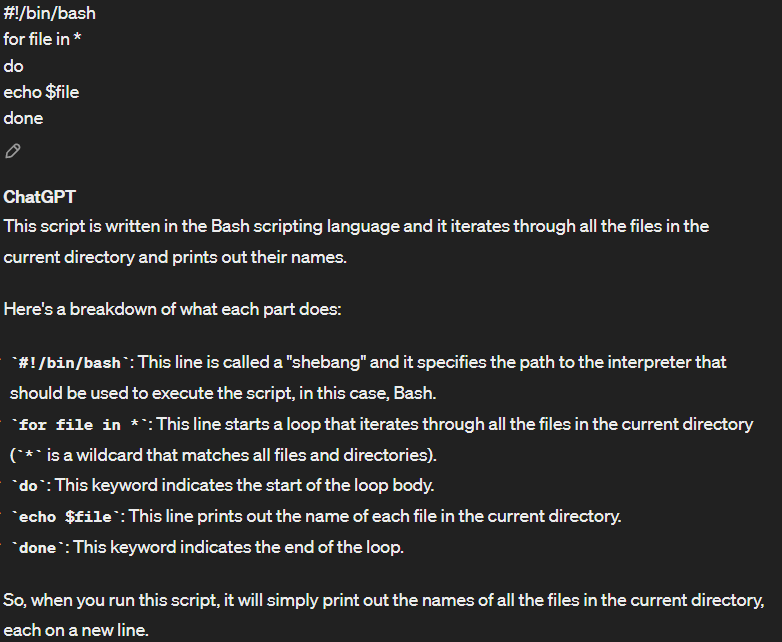 #!/bin/bash
for file in *
do
echo $file
done
ChatGPT
This script is written in the Bash scripting language and it iterates through all the files in the
current directory and prints out their names.
Here's a breakdown of what each part does:
`#!/bin/bash`: This line is called a "shebang" and it specifies the path to the interpreter that
should be used to execute the script, in this case, Bash.
`for file in *`: This line starts a loop that iterates through all the files in the current directory
(`*` is a wildcard that matches all files and directories).
`do`: This keyword indicates the start of the loop body.
`echo $file`: This line prints out the name of each file in the current directory.
`done`: This keyword indicates the end of the loop.
So, when you run this script, it will simply print out the names of all the files in the current directory,
each on a new line.